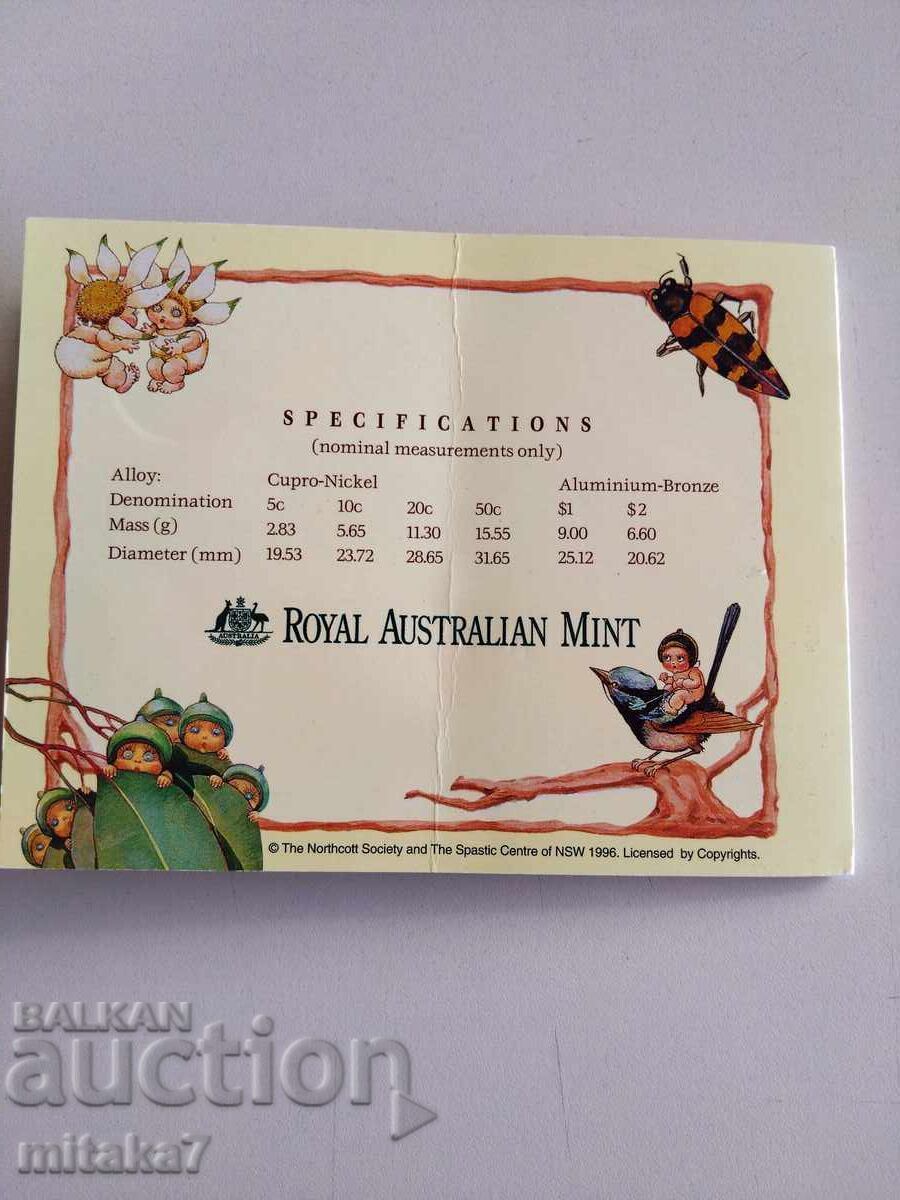 SPECIFICATIONS
(nominal measurements only)
Alloy: Cupro-Nickel Aluminium-Bronze
Denomination 5c 10c 20c 50c $1 $2
Mass (g) 2.83 5.65 11.30 15.55 9.00 6.60
Diameter (mm) 19.53 23.72 28.65 31.65 25.12 20.62
AUSTRALIA
ROYAL AUSTRALIAN MINT
© The Northcott Society and The Spastic Centre of NSW 1996. Licensed by Copyrights.
BALKAN
auction
mitaka7